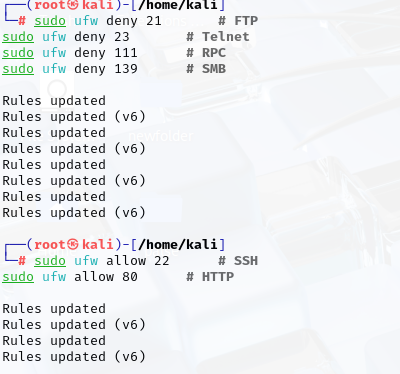 ┌──(root㉿kali)-[/home/kali]
└─# sudo ufw deny 21       # FTP
sudo ufw deny 23       # Telnet
sudo ufw deny 111      # RPC
sudo ufw deny 139      # SMB
newfolder
Rules updated
Rules updated (v6)
Rules updated
Rules updated (v6)
Rules updated
Rules updated (v6)
Rules updated
Rules updated (v6)
┌──(root㉿kali)-[/home/kali]
└─# sudo ufw allow 22      # SSH
sudo ufw allow 80      # HTTP
Rules updated
Rules updated (v6)
Rules updated
Rules updated (v6)